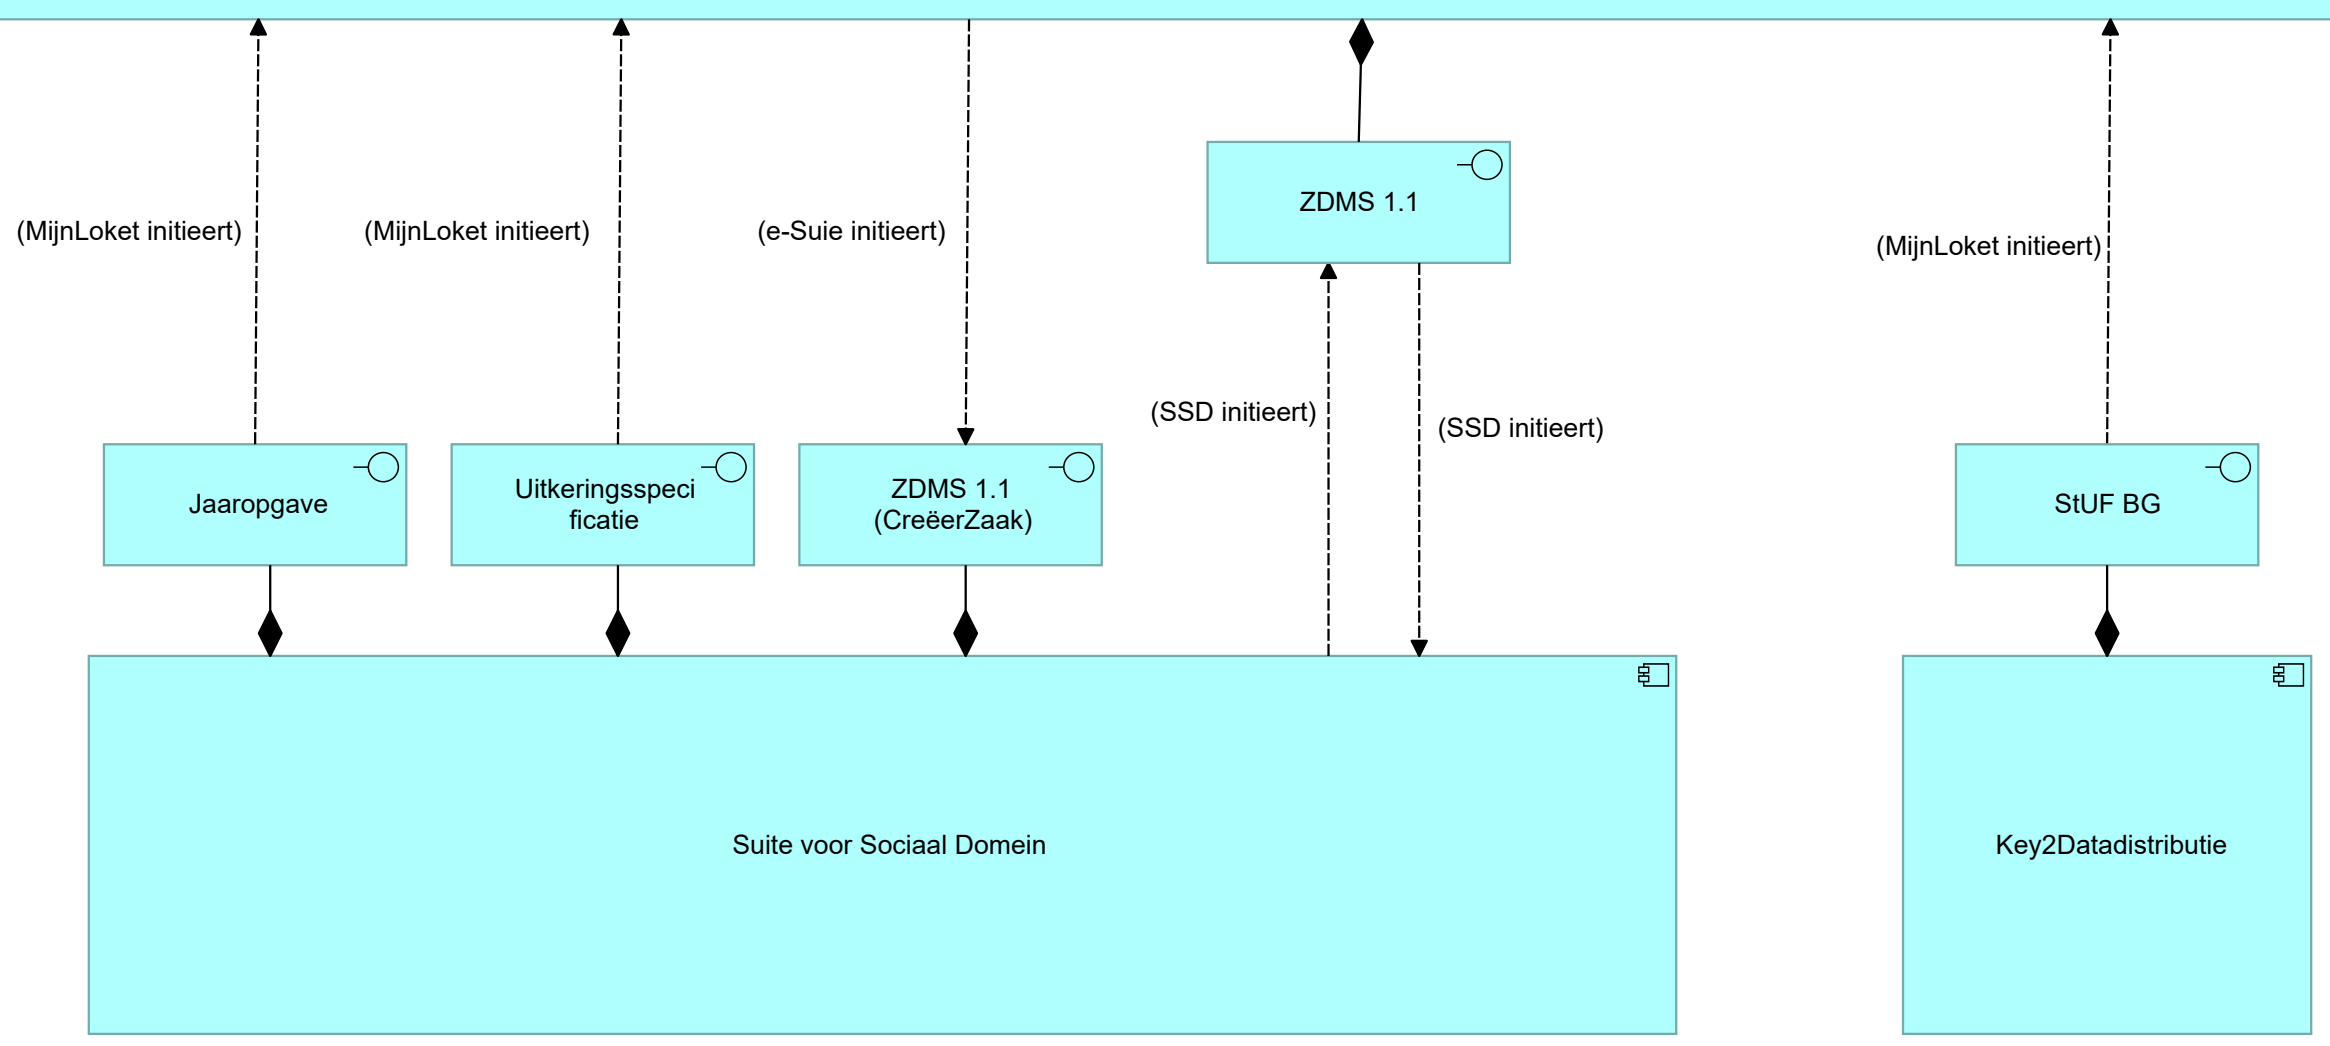 ZDMS 1.1
(MijnLoket initieert)
(MijnLoket initieert)
(e-Suie initieert)
(MijnLoket initieert)
(SSD initieert)
(SSD initieert)
Jaaropgave
Uitkeringsspeci
ficatie
ZDMS 1.1
(CreëerZaak)
StUF BG
Suite voor Sociaal Domein
Key2Datadistributie